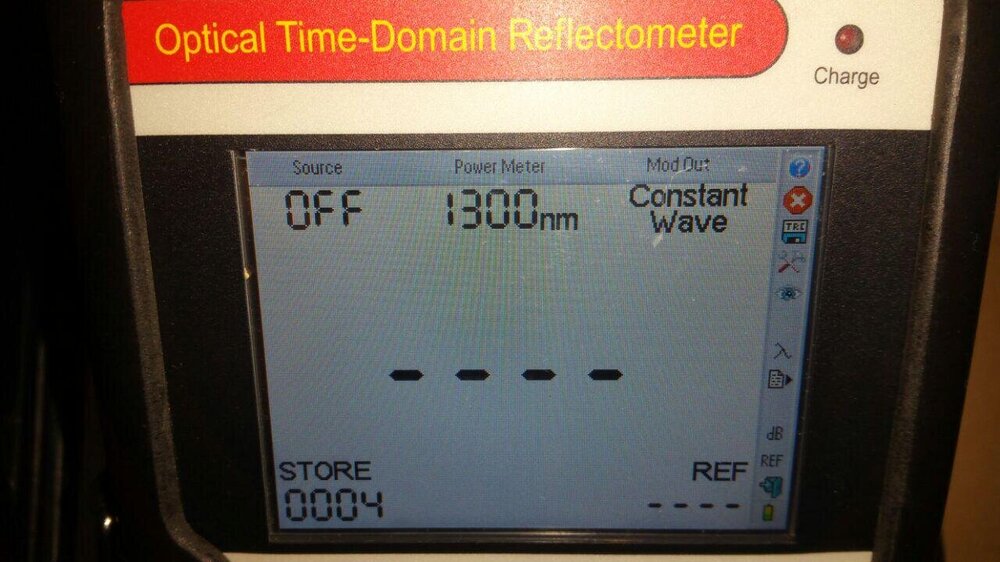 Optical Time-Domain Reflectometer
Charge
Source Power Meter Mod Out
OFF 1300nm Constant Wave
?
TRC
λ
- - - -
dB
STORE REF REF
0004 - - - -